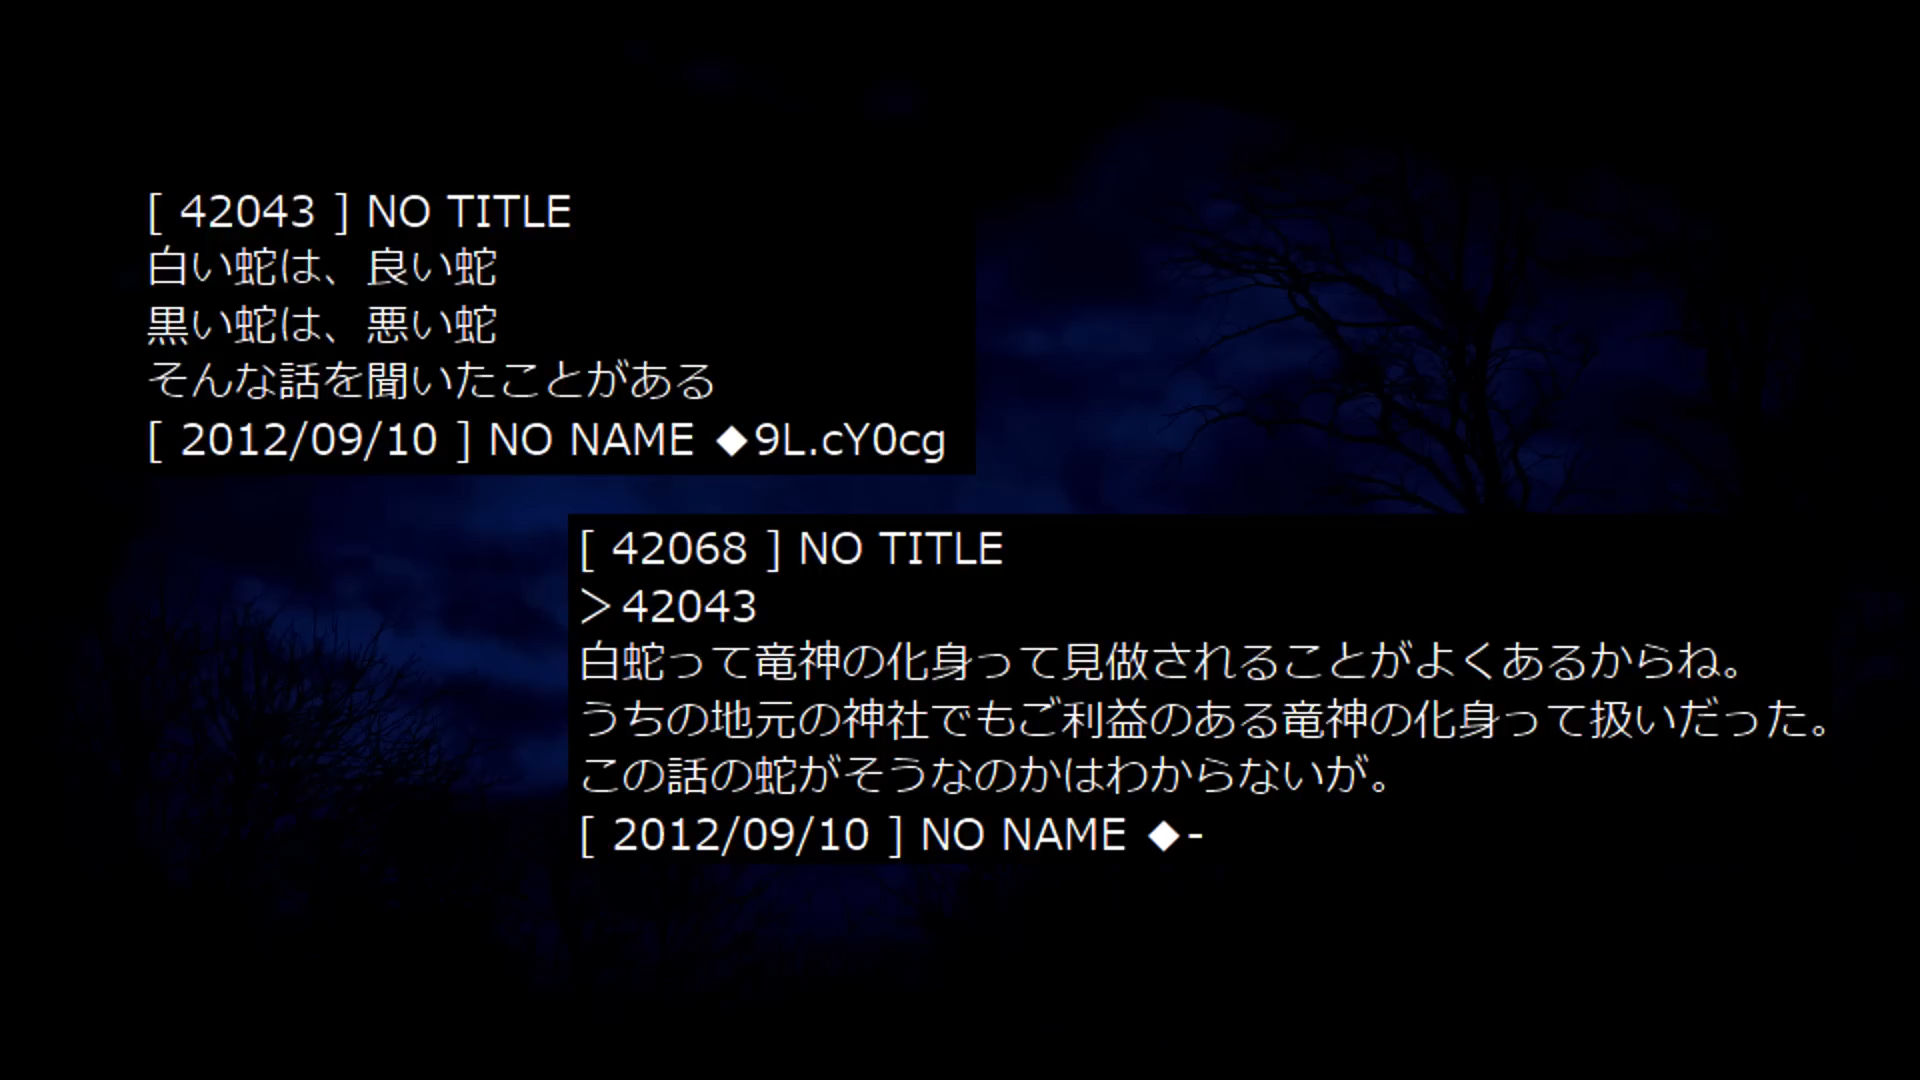 [ 42043 ] NO TITLE
白い蛇は、良い蛇
黒い蛇は、悪い蛇
そんな話を聞いたことがある
[ 2012/09/10 ] NO NAME ◆9L.cY0cg
[ 42068 ] NO TITLE
＞42043
白蛇って竜神の化身って見做されることがよくあるからね。
うちの地元の神社でもご利益のある竜神の化身って扱いだった。
この話の蛇がそうなのかはわからないが。
[ 2012/09/10 ] NO NAME ◆-